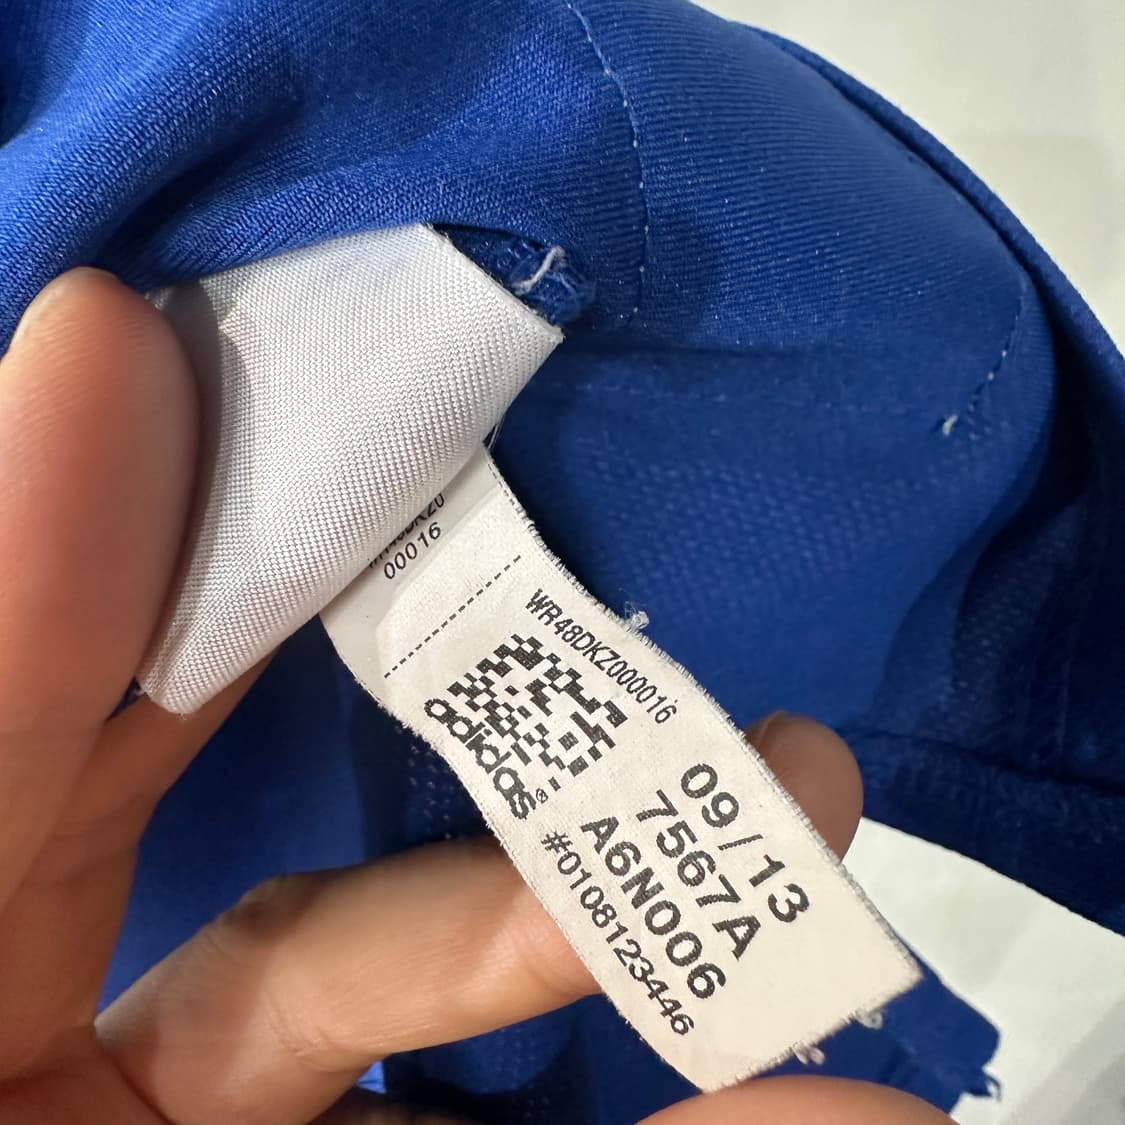 00016
WR48DKZ000016
adidas®
09/13
7567A
A6N006
#0108123446